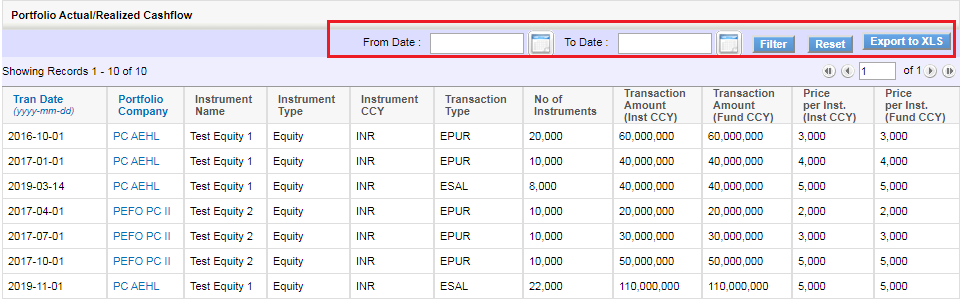 Portfolio Actual/Realized Cashflow
From Date : To Date : Filter Reset Export to XLS
Showing Records 1 - 10 of 10 1 of 1
Tran Date (yyyy-mm-dd) Portfolio Company Instrument Name Instrument Type Instrument CCY Transaction Type No of Instruments Transaction Amount (Inst CCY) Transaction Amount (Fund CCY) Price per Inst. (Inst CCY) Price per Inst. (Fund CCY)
2016-10-01 PC AEHL Test Equity 1 Equity INR EPUR 20,000 60,000,000 60,000,000 3,000 3,000
2017-01-01 PC AEHL Test Equity 1 Equity INR EPUR 10,000 40,000,000 40,000,000 4,000 4,000
2019-03-14 PC AEHL Test Equity 1 Equity INR ESAL 8,000 40,000,000 40,000,000 5,000 5,000
2017-04-01 PEFO PC II Test Equity 2 Equity INR EPUR 10,000 20,000,000 20,000,000 2,000 2,000
2017-07-01 PEFO PC II Test Equity 2 Equity INR EPUR 10,000 30,000,000 30,000,000 3,000 3,000
2017-10-01 PEFO PC II Test Equity 2 Equity INR EPUR 10,000 50,000,000 50,000,000 5,000 5,000
2019-11-01 PC AEHL Test Equity 1 Equity INR ESAL 22,000 110,000,000 110,000,000 5,000 5,000